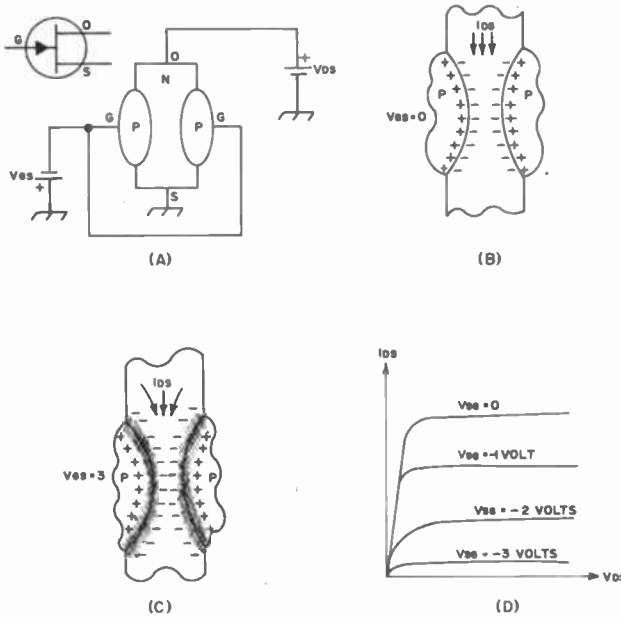 G
O
S
O
N
G
P
P
G
VGS
+
S
+
VDS
(A)
IDS
VGS = 0
P
P
(B)
IDS
VGS = 3
P
P
(C)
IDS
VGS = 0
VGS = -1 VOLT
VGS = -2 VOLTS
VGS = -3 VOLTS
VDS
(D)